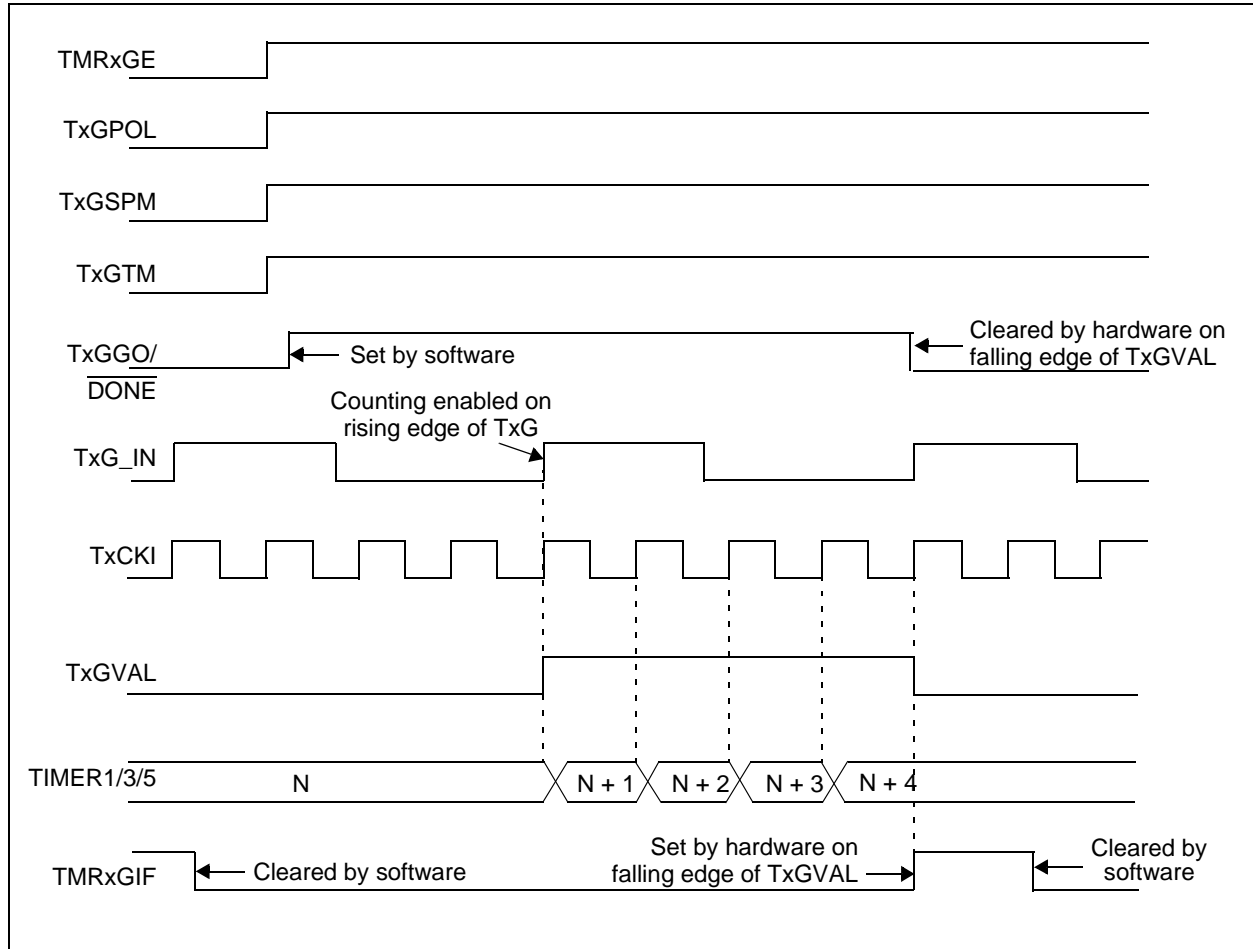 TMRxGE
TxGPOL
TxGSPM
TxGTM
TxGGO/
DONE
Set by software
Cleared by hardware on
falling edge of TxGVAL
Counting enabled on
rising edge of TxG
TxG_IN
TxCKI
TxGVAL
TIMER1/3/5
N
N + 1
N + 2
N + 3
N + 4
TMRxGIF
Cleared by software
Set by hardware on
falling edge of TxGVAL
Cleared by
software